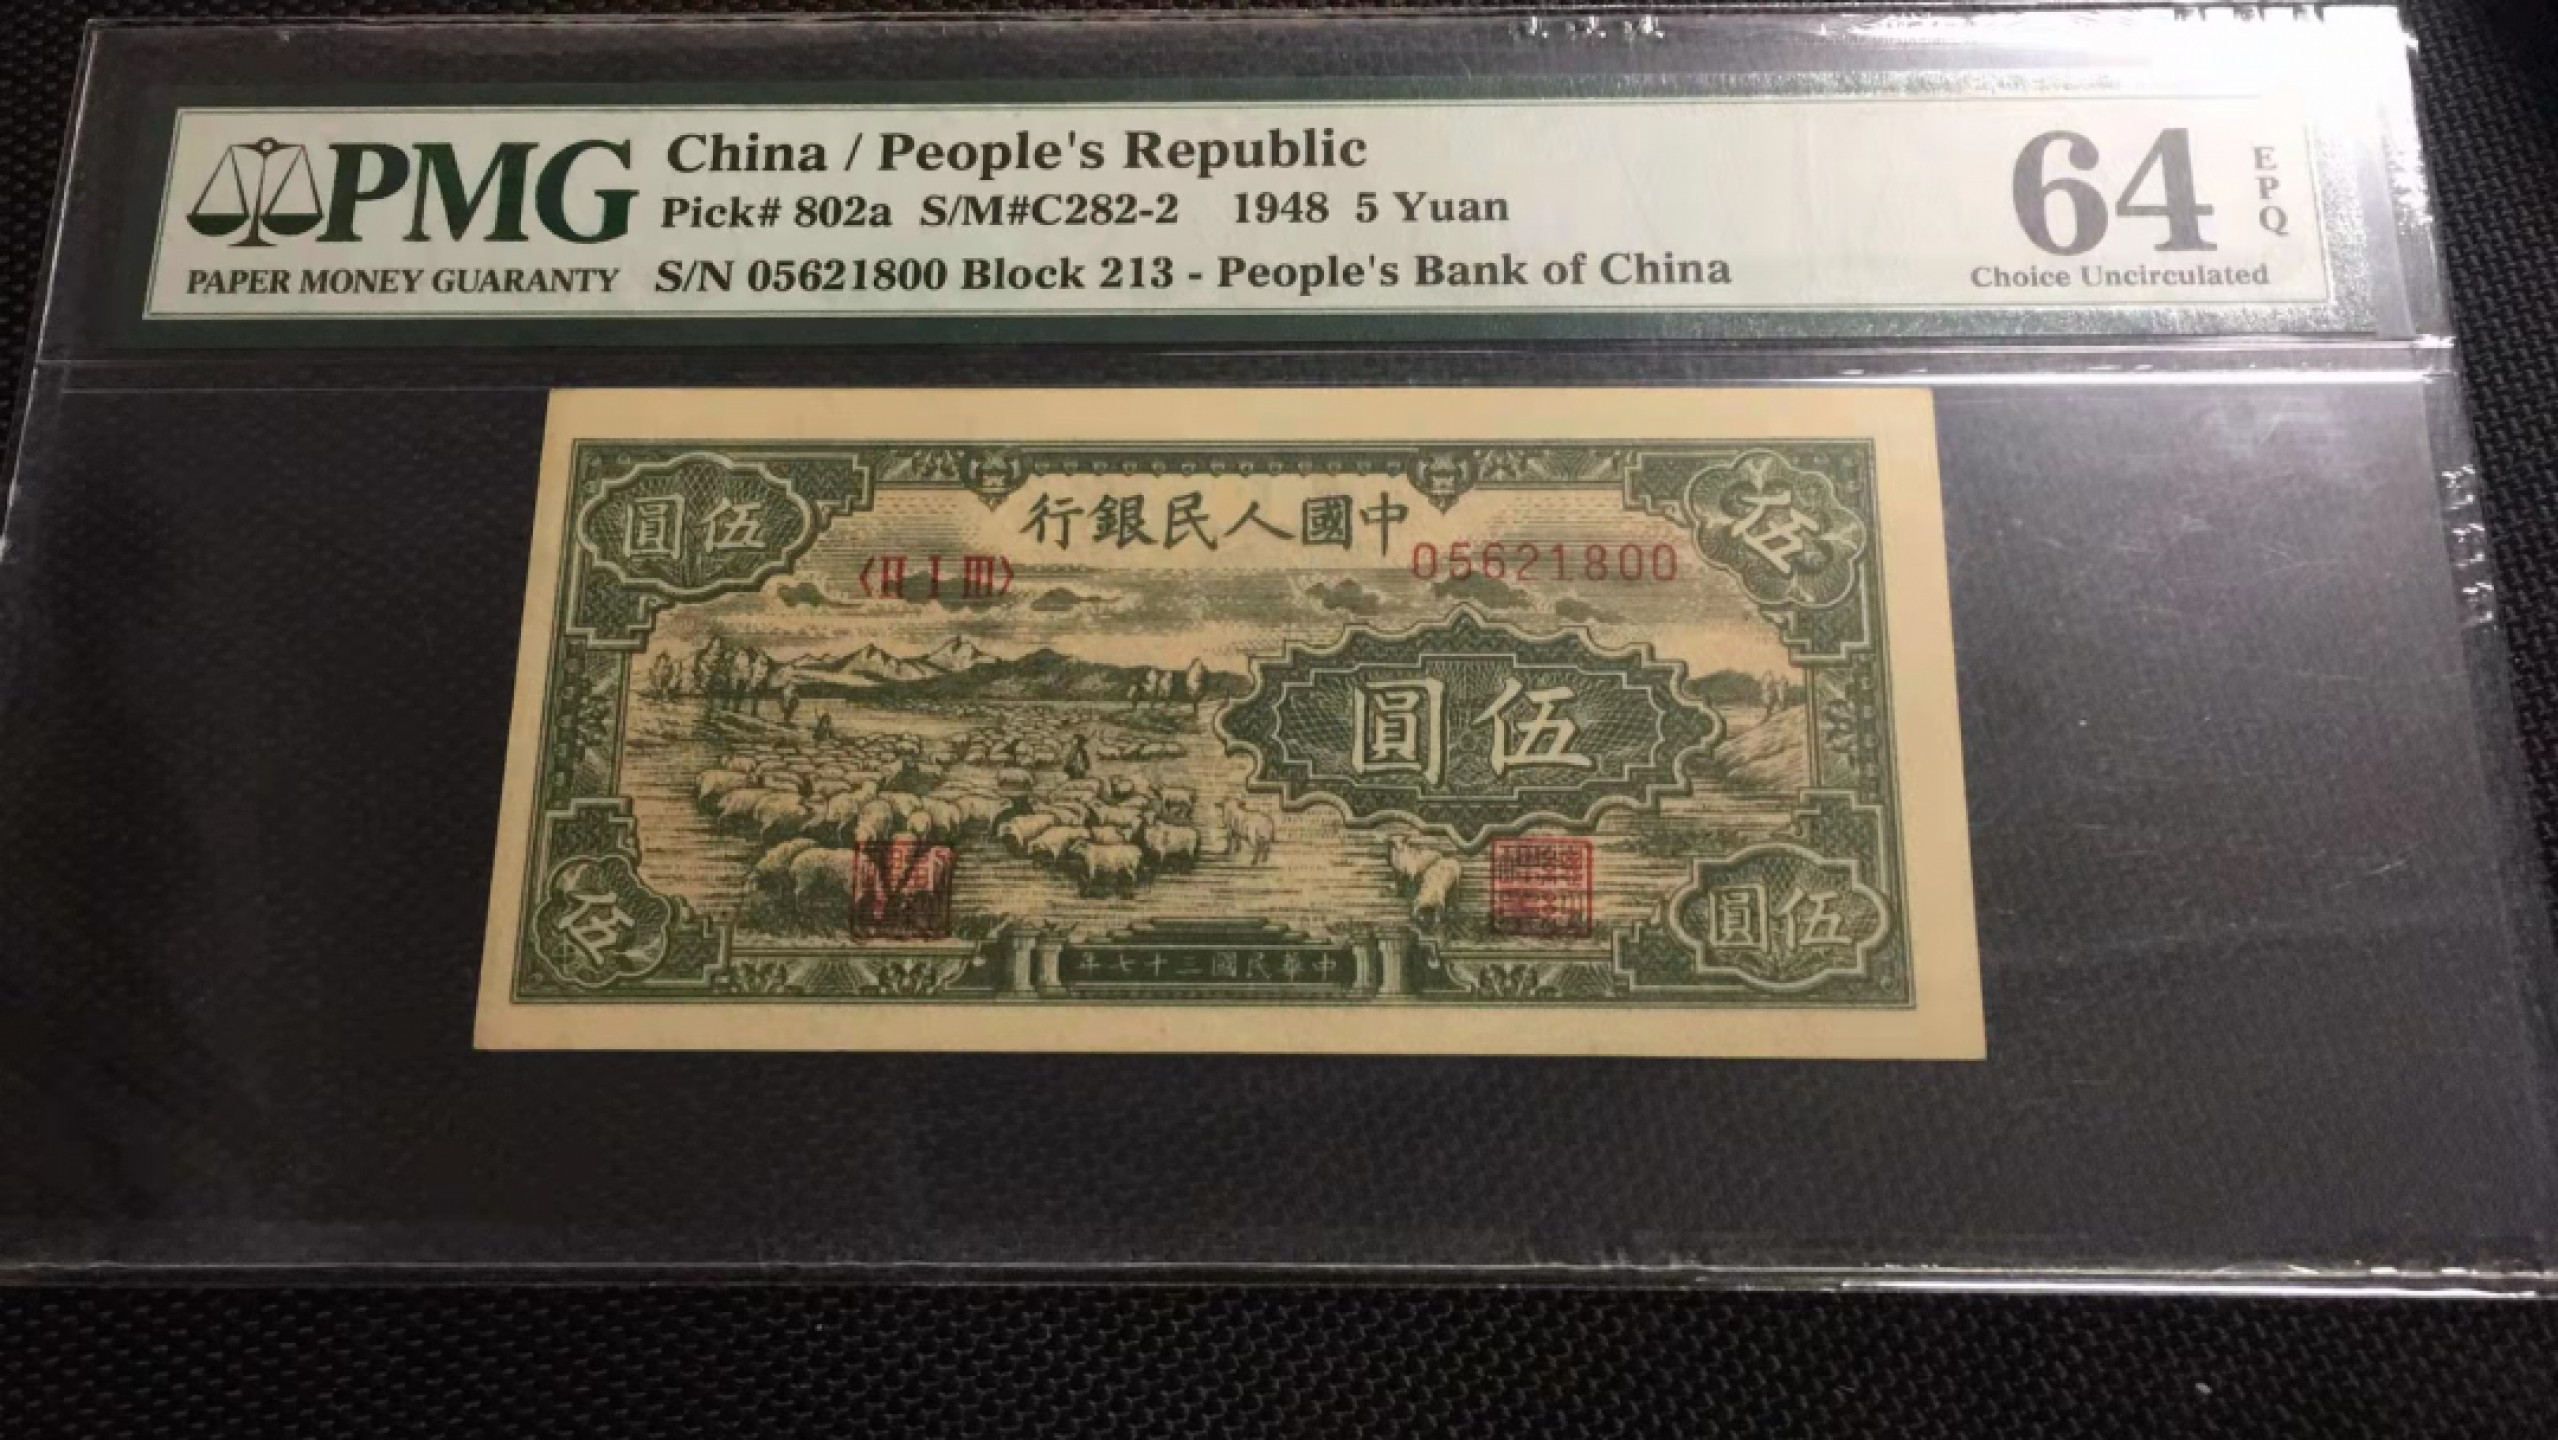 PMG
PAPER MONEY GUARANTY
China / People's Republic
Pick# 802a S/M#C282-2 1948 5 Yuan
S/N 05621800 Block 213 - People's Bank of China
64
EPQ
Choice Uncirculated
行銀民人國中
圓伍
伍
〈ⅡⅠⅢ〉
05621800
圓伍
伍
圓伍
年七十三國民華中